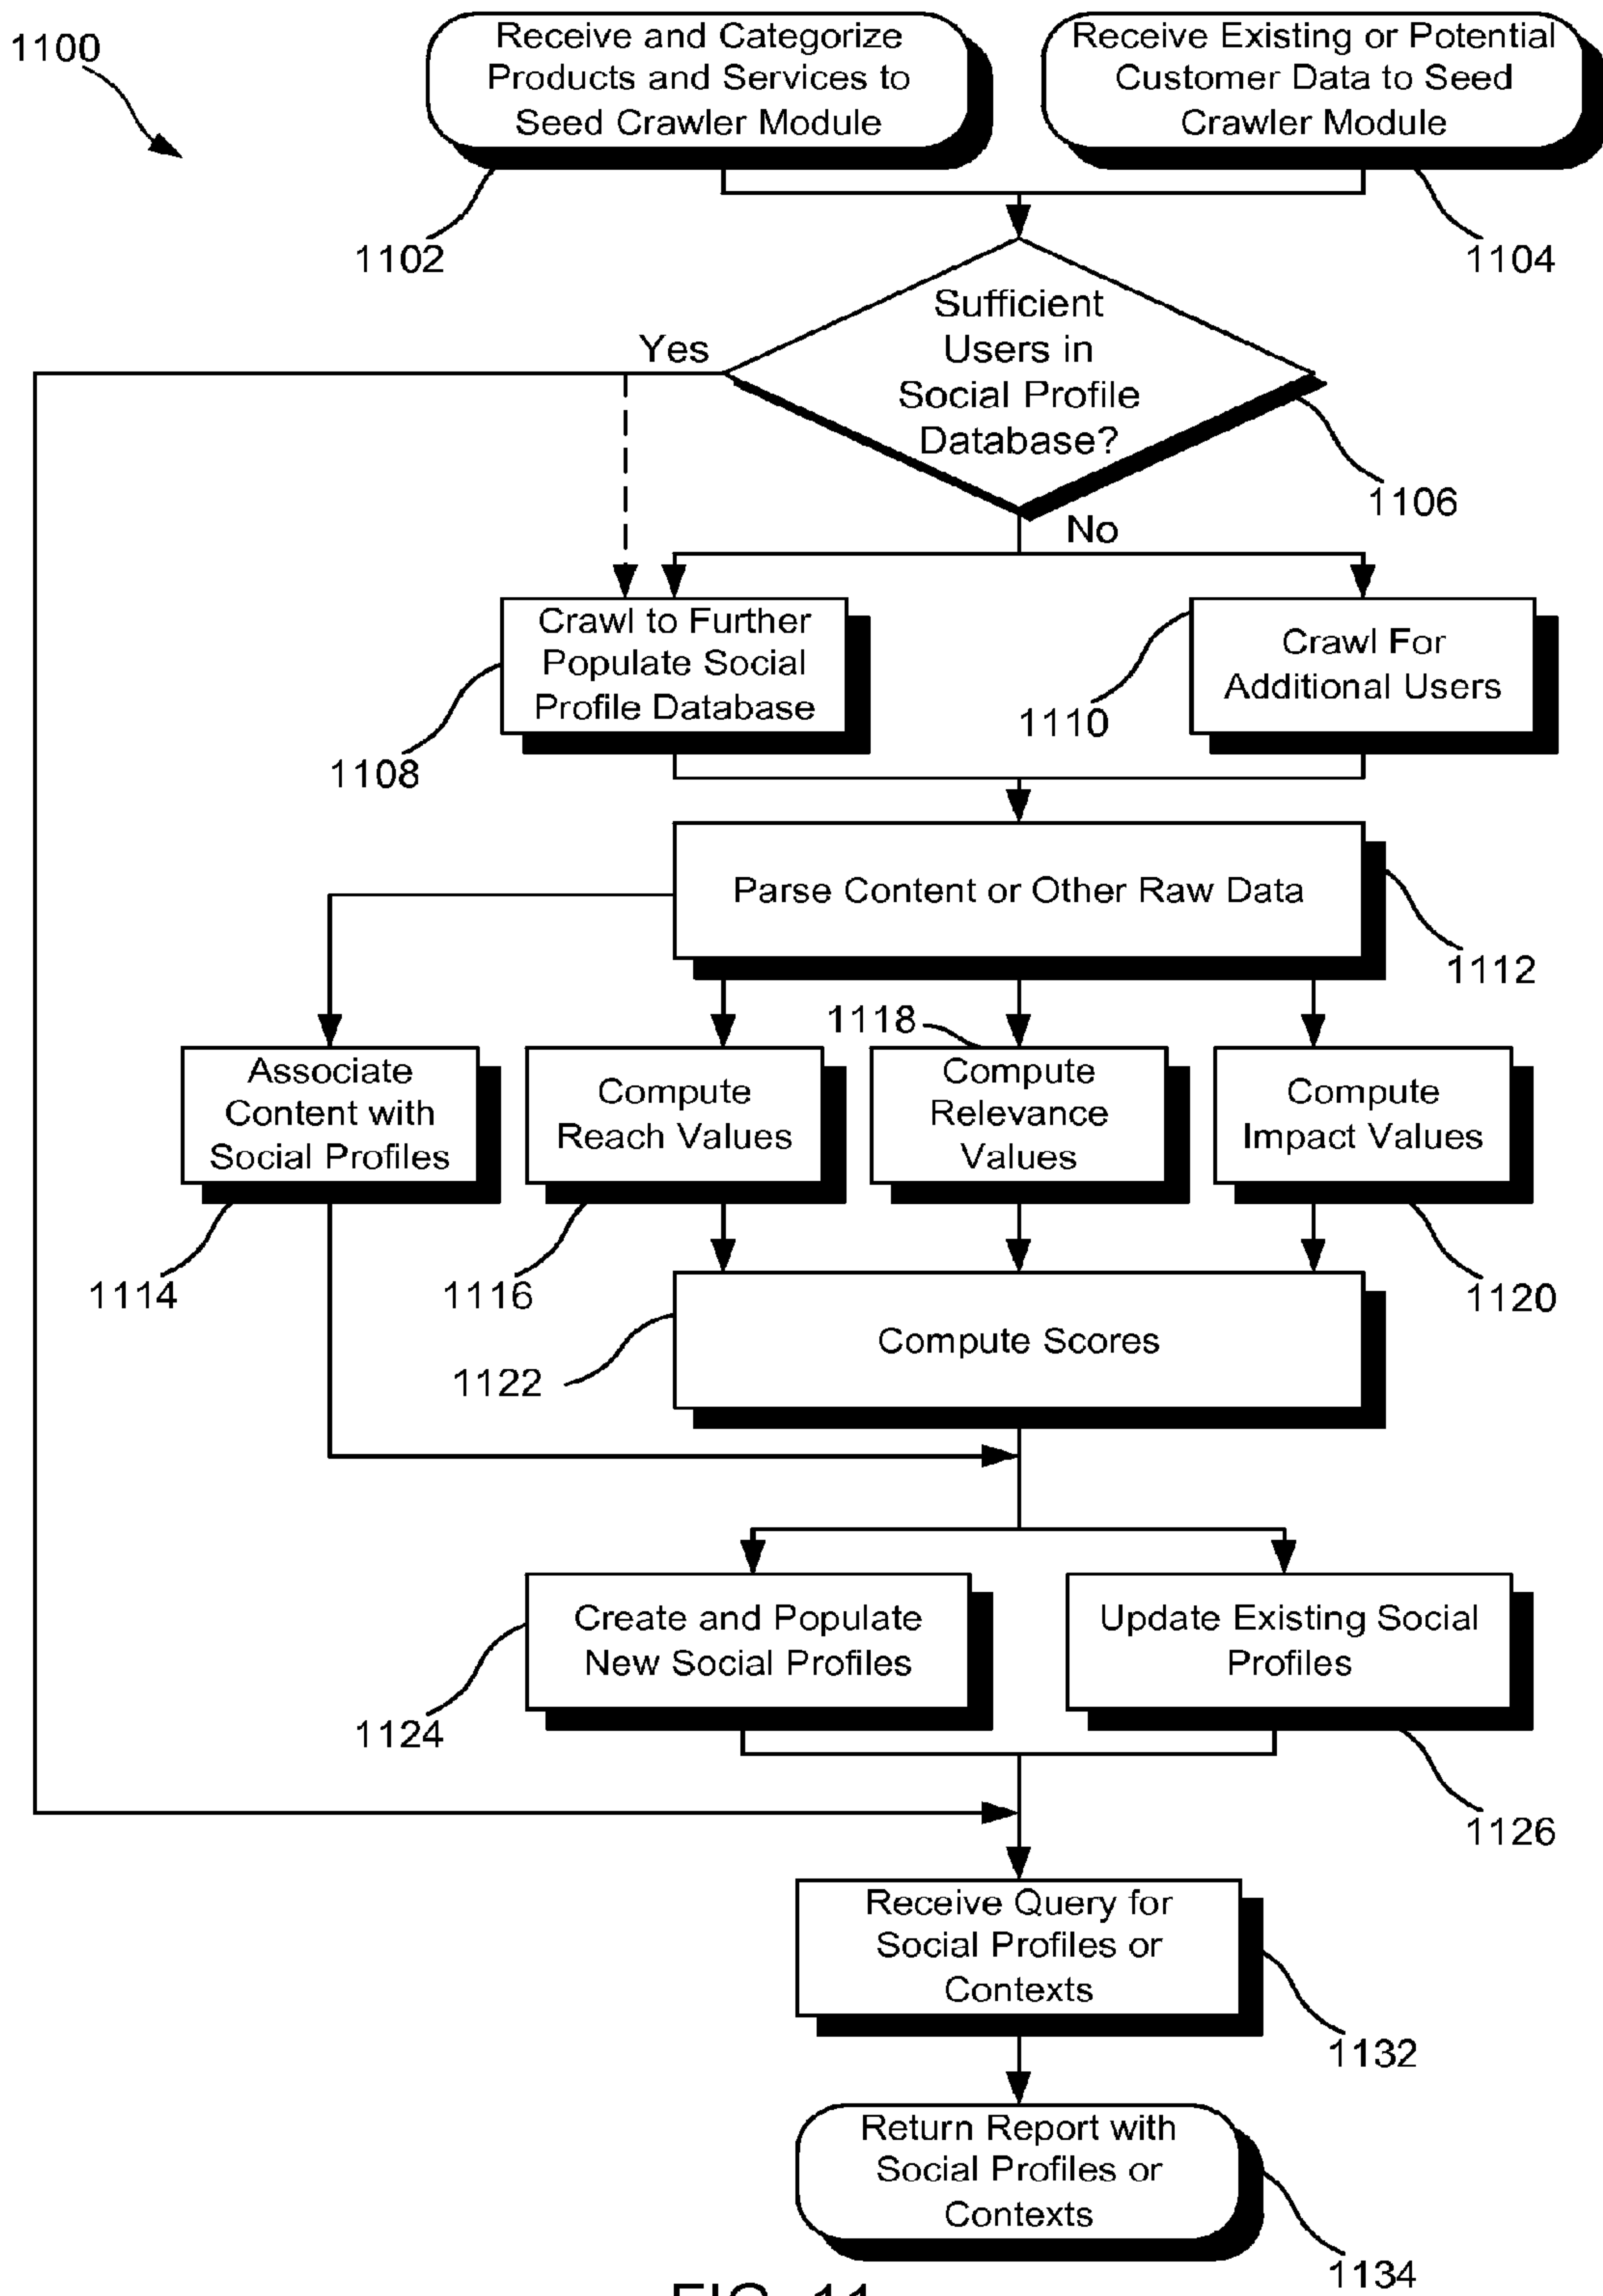 1100
Receive and Categorize
Products and Services to
Seed Crawler Module
Receive Existing or Potential
Customer Data to Seed
Crawler Module
1102
1104
Sufficient
Users in
Social Profile
Database?
Yes
1106
No
Crawl to Further
Populate Social
Profile Database
Crawl For
Additional Users
1108
1110
Parse Content or Other Raw Data
1112
1118
Associate
Content with
Social Profiles
Compute
Reach Values
Compute
Relevance
Values
Compute
Impact Values
1114
1116
1120
Compute Scores
1122
Create and Populate
New Social Profiles
Update Existing Social
Profiles
1124
1126
Receive Query for
Social Profiles or
Contexts
1132
Return Report with
Social Profiles or
Contexts
1134
FIG. 11